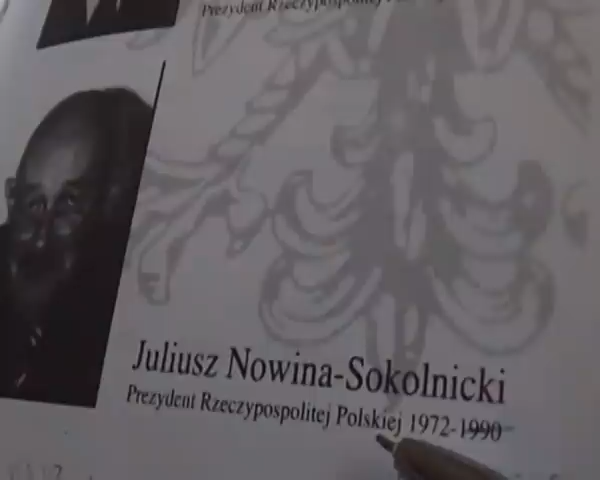 Prezydent Rzeczypospolitej
Juliusz Nowina-Sokolnicki
Prezydent Rzeczypospolitej Polskiej 1972-1990